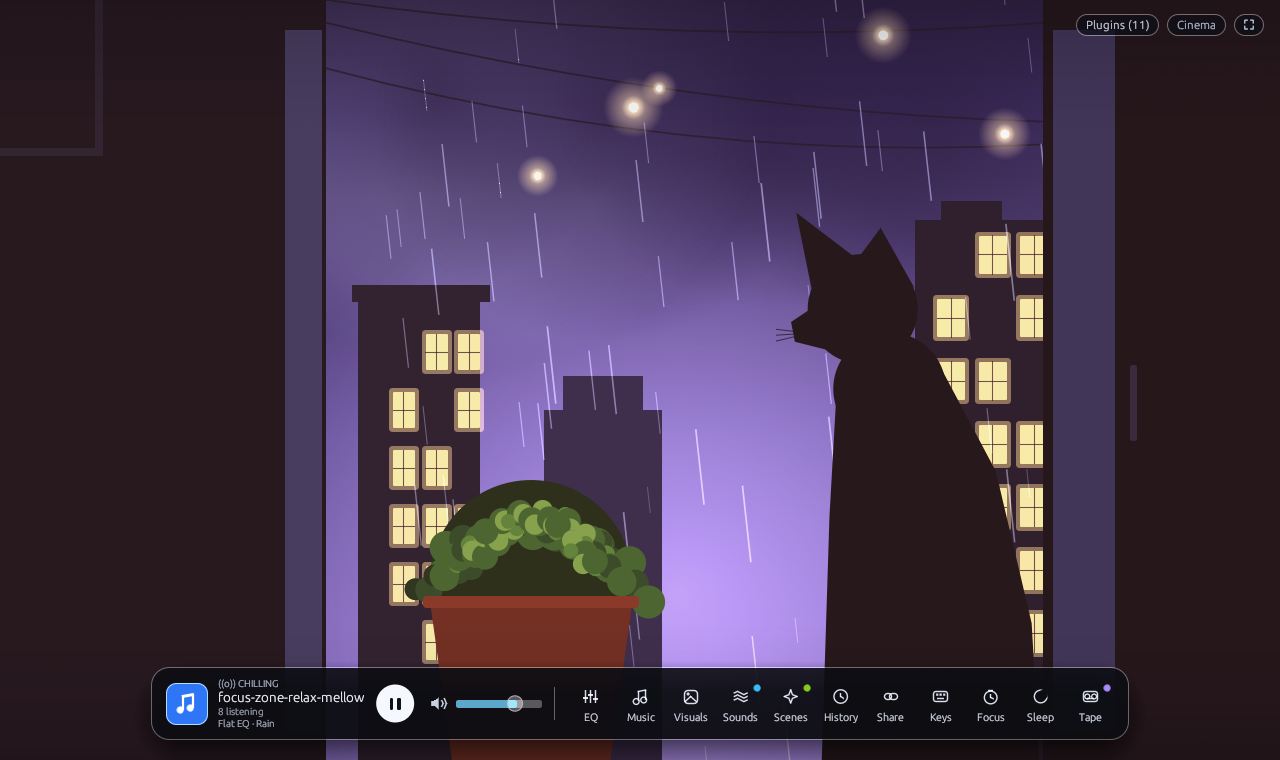 Plugins (11)
Cinema
((o)) CHILLING
focus-zone-relax-mellow
8 listening
Flat EQ · Rain
EQ
Music
Visuals
Sounds
Scenes
History
Share
Keys
Focus
Sleep
Tape